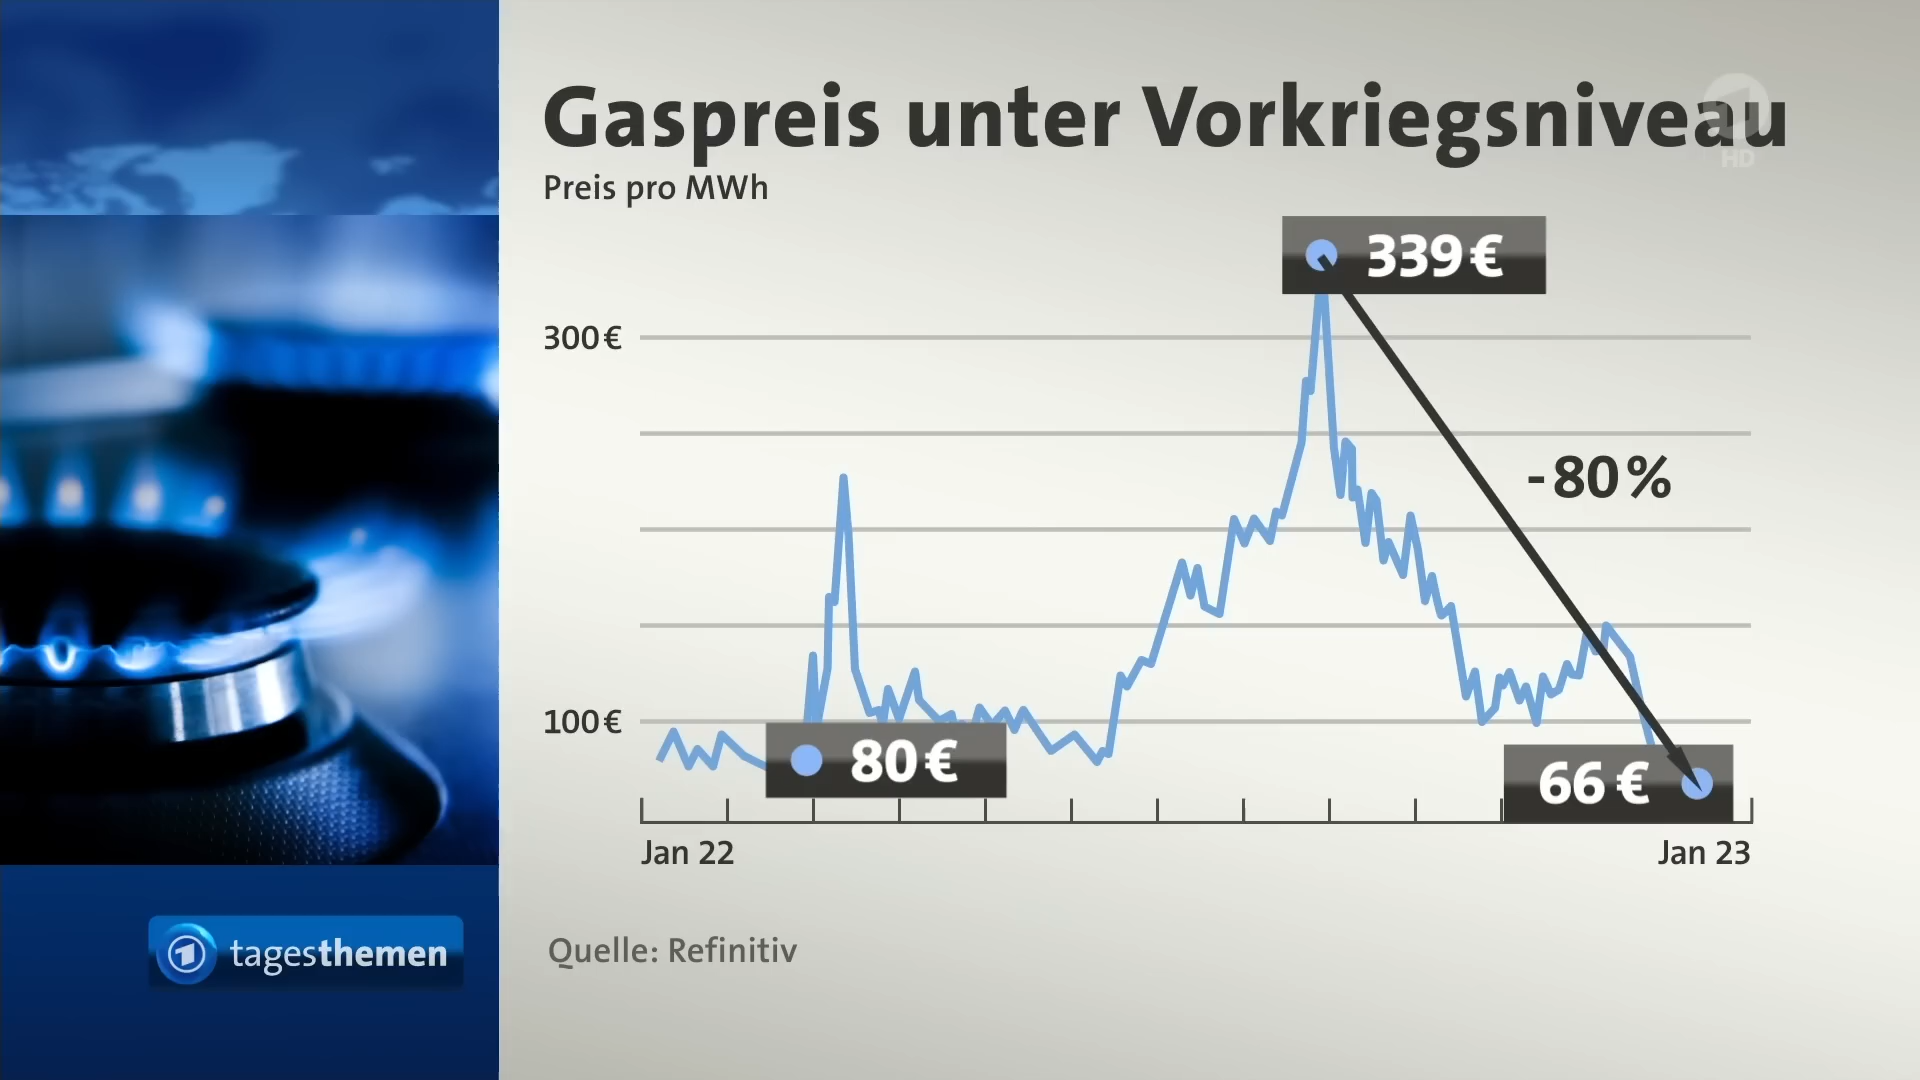 Gaspreis unter Vorkriegsniveau
HD
Preis pro MWh
339 €
300 €
-80 %
100 €
80 €
66 €
Jan 22
Jan 23
Quelle: Refinitiv
tagesthemen